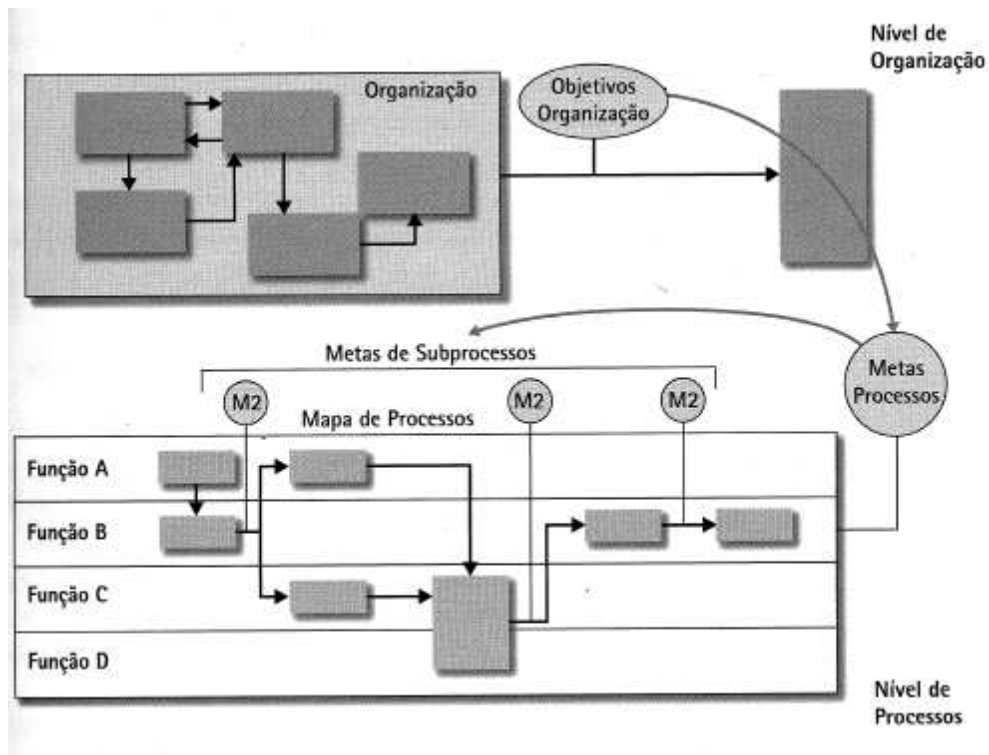 Nível de
Organização
Organização
Objetivos
Organização
Metas de Subprocessos
Metas
Processos
M2
M2
M2
Mapa de Processos
Função A
Função B
Função C
Função D
Nível de
Processos